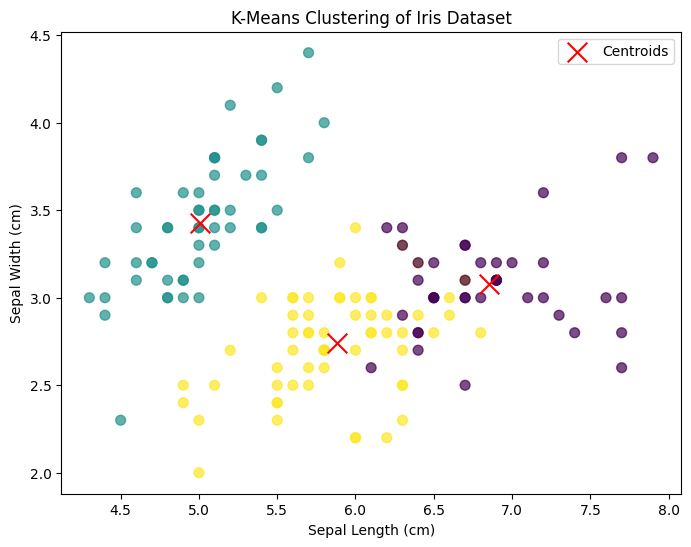 K-Means Clustering of Iris Dataset
Centroids
4.5
4.0
3.5
3.0
2.5
2.0
Sepal Width (cm)
4.5 5.0 5.5 6.0 6.5 7.0 7.5 8.0
Sepal Length (cm)